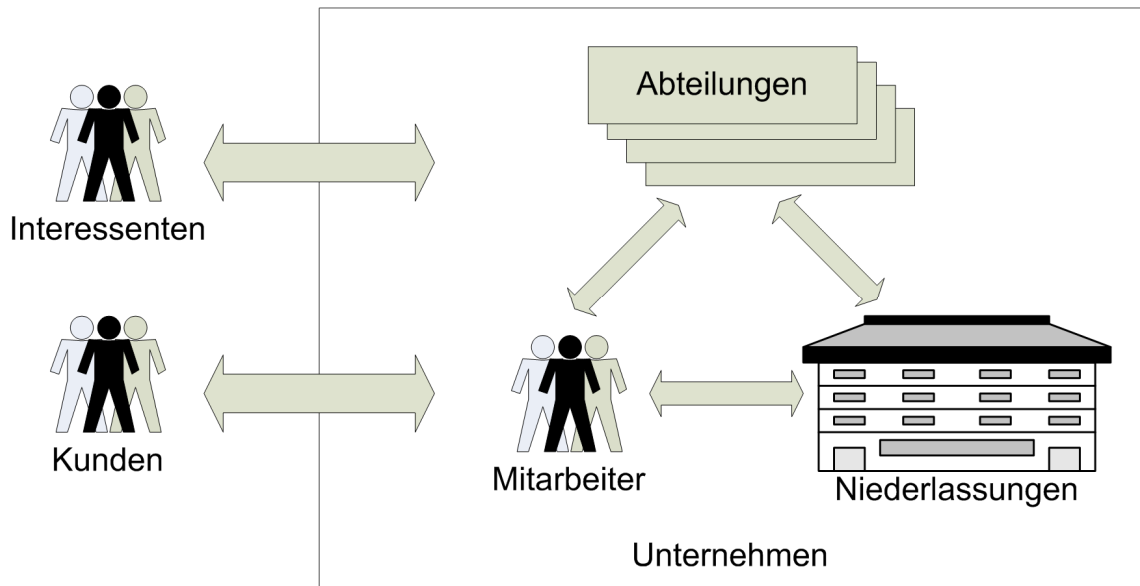 Abteilungen
Interessenten
Kunden
Mitarbeiter
Niederlassungen
Unternehmen